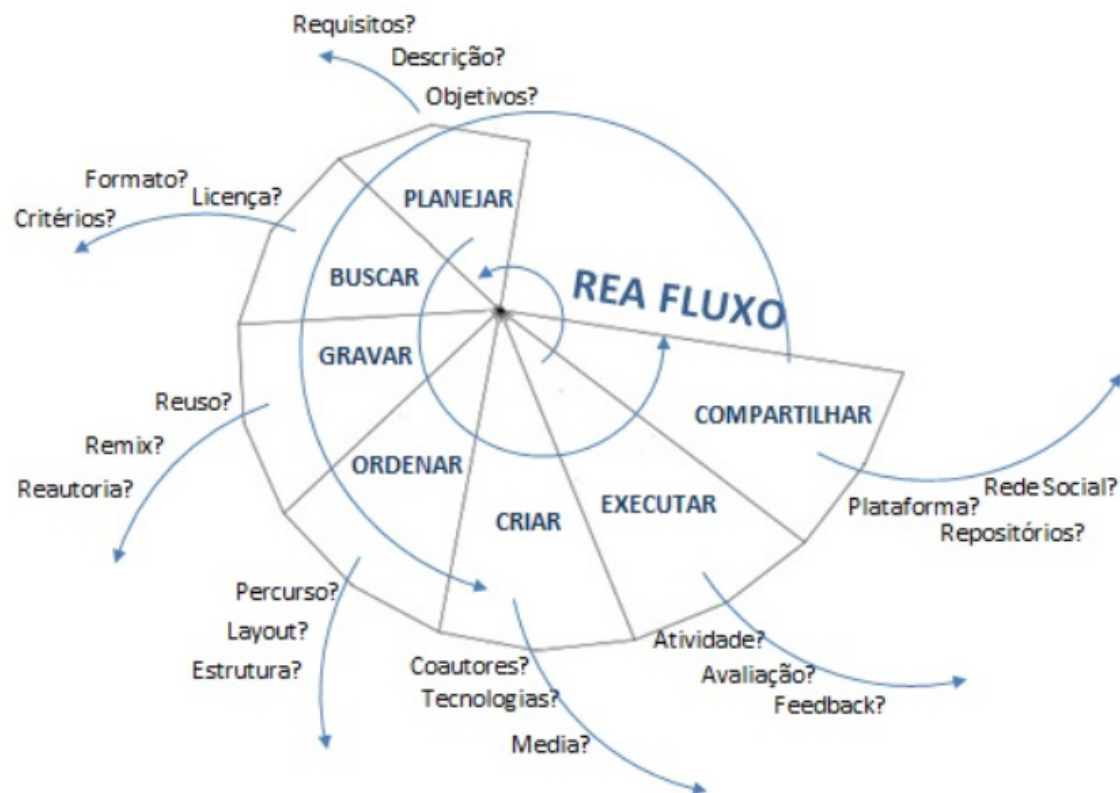 Requisitos?
Descrição?
Objetivos?
Formato?
Licença?
Critérios?
PLANEJAR
BUSCAR
REA FLUXO
GRAVAR
COMPARTILHAR
Reuso?
Remix?
Reautoria?
ORDENAR
EXECUTAR
CRIAR
Rede Social?
Plataforma?
Repositórios?
Percurso?
Layout?
Estrutura?
Coautores?
Tecnologias?
Media?
Atividade?
Avaliação?
Feedback?